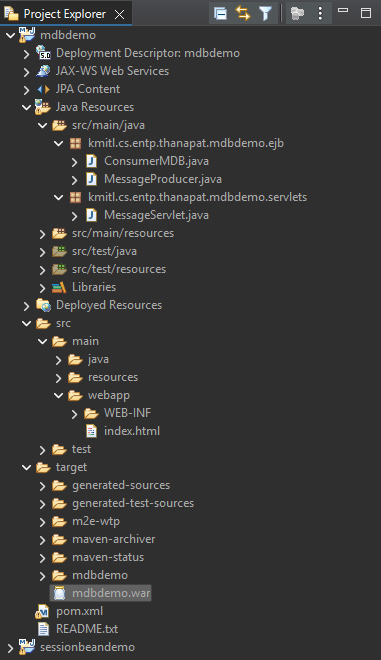 Project Explorer
mdbdemo
Deployment Descriptor: mdbdemo
JAX-WS Web Services
JPA Content
Java Resources
src/main/java
kmitl.cs.entp.thanapat.mdbdemo.ejb
ConsumerMDB.java
MessageProducer.java
kmitl.cs.entp.thanapat.mdbdemo.servlets
MessageServlet.java
src/main/resources
src/test/java
src/test/resources
Libraries
Deployed Resources
src
main
java
resources
webapp
WEB-INF
index.html
test
target
generated-sources
generated-test-sources
m2e-wtp
maven-archiver
maven-status
mdbdemo
mdbdemo.war
pom.xml
README.txt
sessionbeandemo